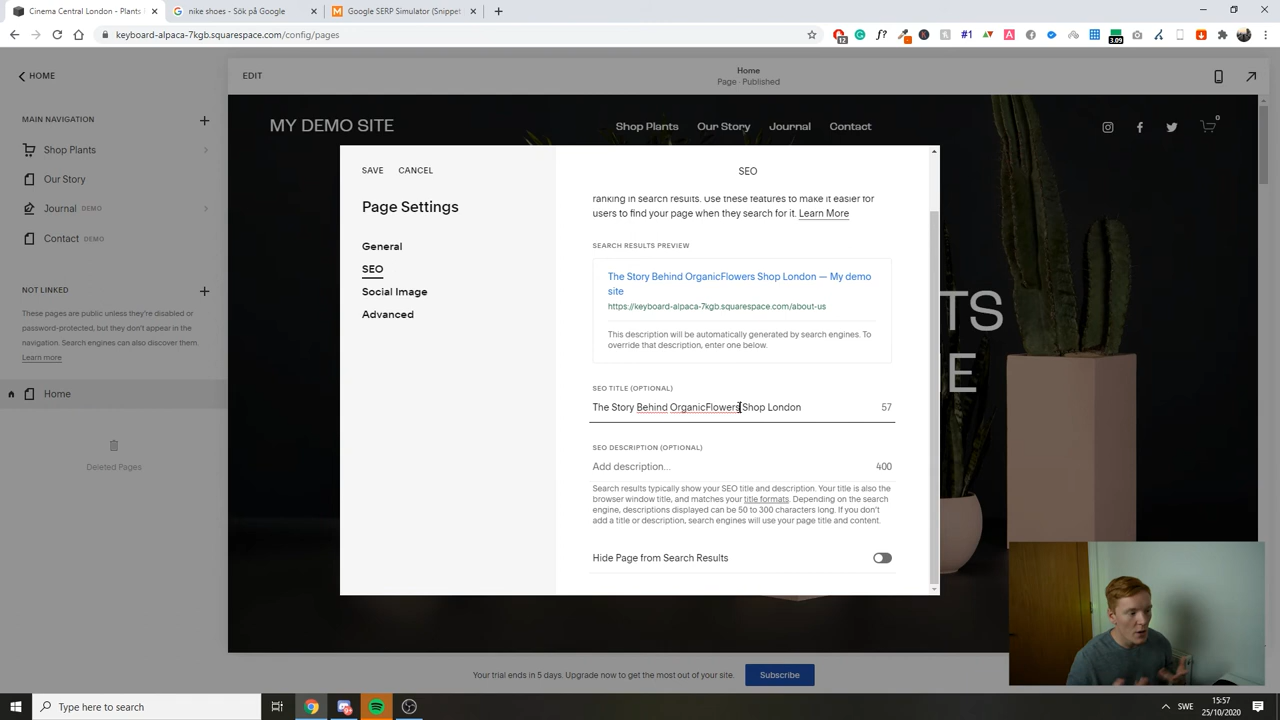 Cinema Central London - Plants
nike shoes - Sök på Google
Google SERP Simulator (Snippet
keyboard-alpaca-7kgb.squarespace.com/config/pages
12
f?
#1
3.09
HOME
MAIN NAVIGATION
Shop Plants
Our Story
Journal DEMO
Contact DEMO
NOT LINKED
These pages are public unless they're disabled or
password-protected, but they don't appear in the
navigation. Search engines can also discover them.
Learn more
Home
Deleted Pages
EDIT
Home
Page · Published
MY DEMO SITE
Shop Plants
Our Story
Journal
Contact
0
TS
E
SAVE
CANCEL
Page Settings
General
SEO
Social Image
Advanced
SEO
ranking in search results. Use these features to make it easier for
users to find your page when they search for it. Learn More
SEARCH RESULTS PREVIEW
The Story Behind OrganicFlowers Shop London — My demo
site
https://keyboard-alpaca-7kgb.squarespace.com/about-us
This description will be automatically generated by search engines. To
override that description, enter one below.
SEO TITLE (OPTIONAL)
The Story Behind OrganicFlowers Shop London
57
SEO DESCRIPTION (OPTIONAL)
Add description...
400
Search results typically show your SEO title and description. Your title is also the
browser window title, and matches your title formats. Depending on the search
engine, descriptions displayed can be 50 to 300 characters long. If you don't
add a title or description, search engines will use your page title and content.
Hide Page from Search Results
Your trial ends in 5 days. Upgrade now to get the most out of your site.
Subscribe
Type here to search
SWE
15:57
25/10/2020